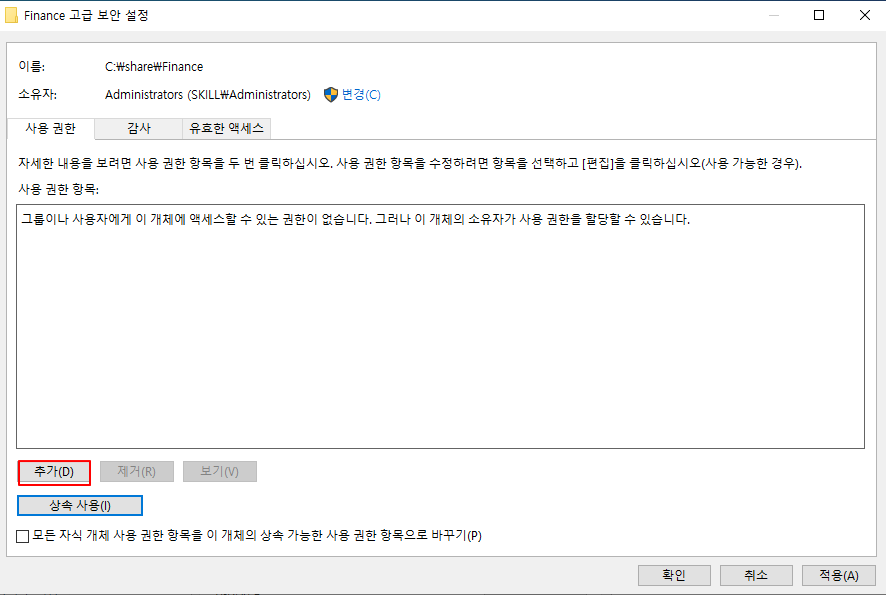 Finance 고급 보안 설정
이름: C:₩share₩Finance
소유자: Administrators (SKILL₩Administrators) 변경(C)
사용 권한 감사 유효한 액세스
자세한 내용을 보려면 사용 권한 항목을 두 번 클릭하십시오. 사용 권한 항목을 수정하려면 항목을 선택하고 [편집]을 클릭하십시오(사용 가능한 경우).
사용 권한 항목:
그룹이나 사용자에게 이 개체에 액세스할 수 있는 권한이 없습니다. 그러나 이 개체의 소유자가 사용 권한을 할당할 수 있습니다.
추가(D) 제거(R) 보기(V)
상속 사용(I)
모든 자식 개체 사용 권한 항목을 이 개체의 상속 가능한 사용 권한 항목으로 바꾸기(P)
확인 취소 적용(A)